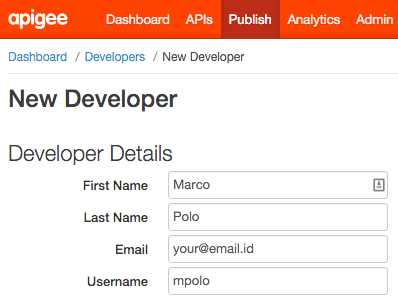 apigee Dashboard APIs Publish Analytics Admin
Dashboard / Developers / New Developer
New Developer
Developer Details
First Name Marco
Last Name Polo
Email your@email.id
Username mpolo